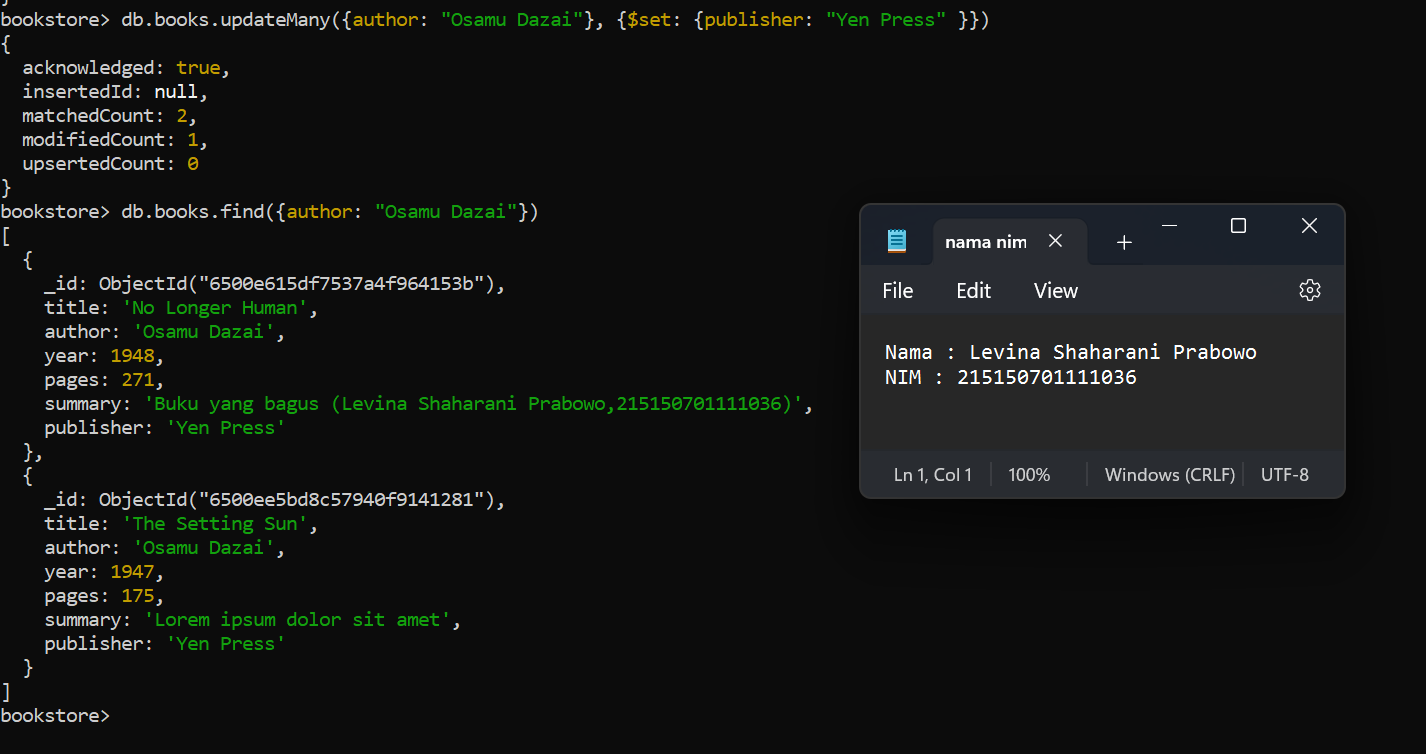 bookstore> db.books.updateMany({author: "Osamu Dazai"}, {$set: {publisher: "Yen Press" }})
{
  acknowledged: true,
  insertedId: null,
  matchedCount: 2,
  modifiedCount: 1,
  upsertedCount: 0
}
bookstore> db.books.find({author: "Osamu Dazai"})
[
  {
    _id: ObjectId("6500e615df7537a4f964153b"),
    title: 'No Longer Human',
    author: 'Osamu Dazai',
    year: 1948,
    pages: 271,
    summary: 'Buku yang bagus (Levina Shaharani Prabowo,215150701111036)',
    publisher: 'Yen Press'
  },
  {
    _id: ObjectId("6500ee5bd8c57940f9141281"),
    title: 'The Setting Sun',
    author: 'Osamu Dazai',
    year: 1947,
    pages: 175,
    summary: 'Lorem ipsum dolor sit amet',
    publisher: 'Yen Press'
  }
]
bookstore>
nama nim
File Edit View
Nama : Levina Shaharani Prabowo
NIM : 215150701111036
Ln 1, Col 1 100% Windows (CRLF) UTF-8